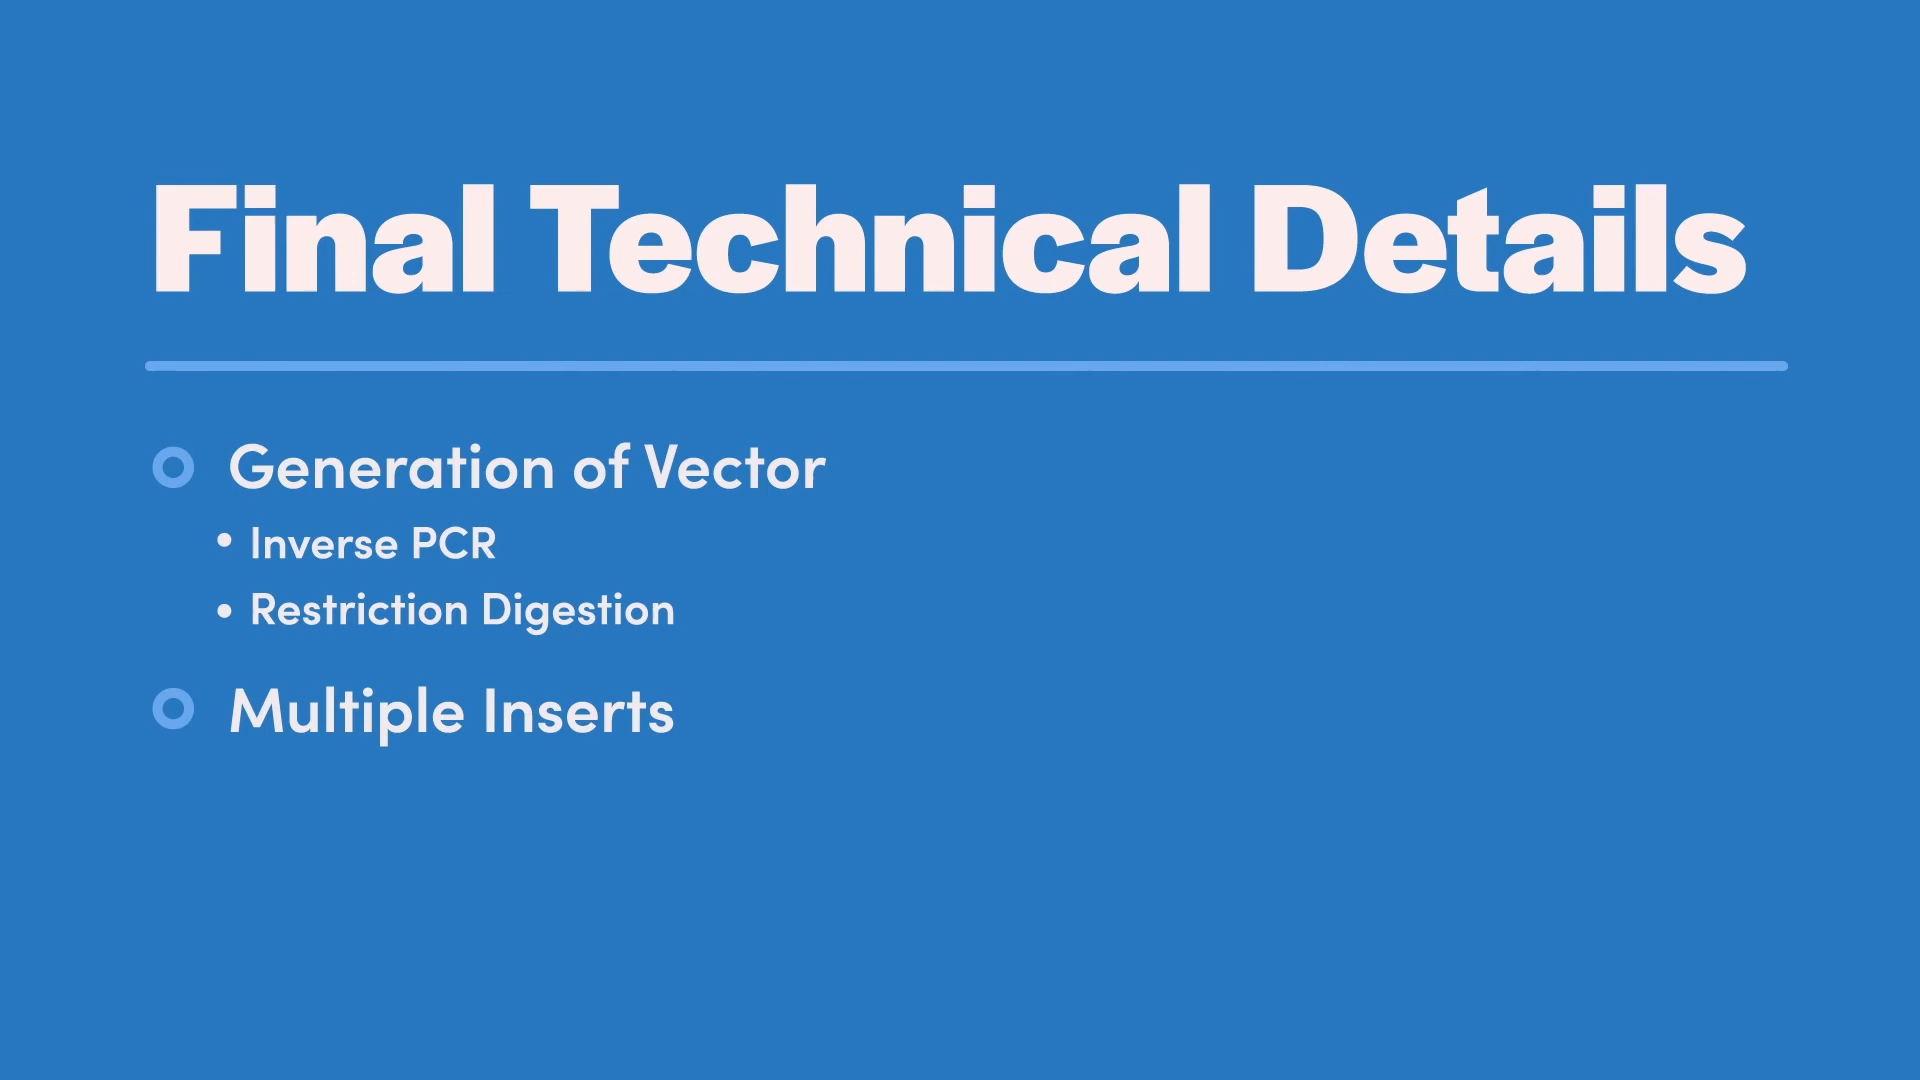 Final Technical Details
Generation of Vector
• Inverse PCR
• Restriction Digestion
Multiple Inserts